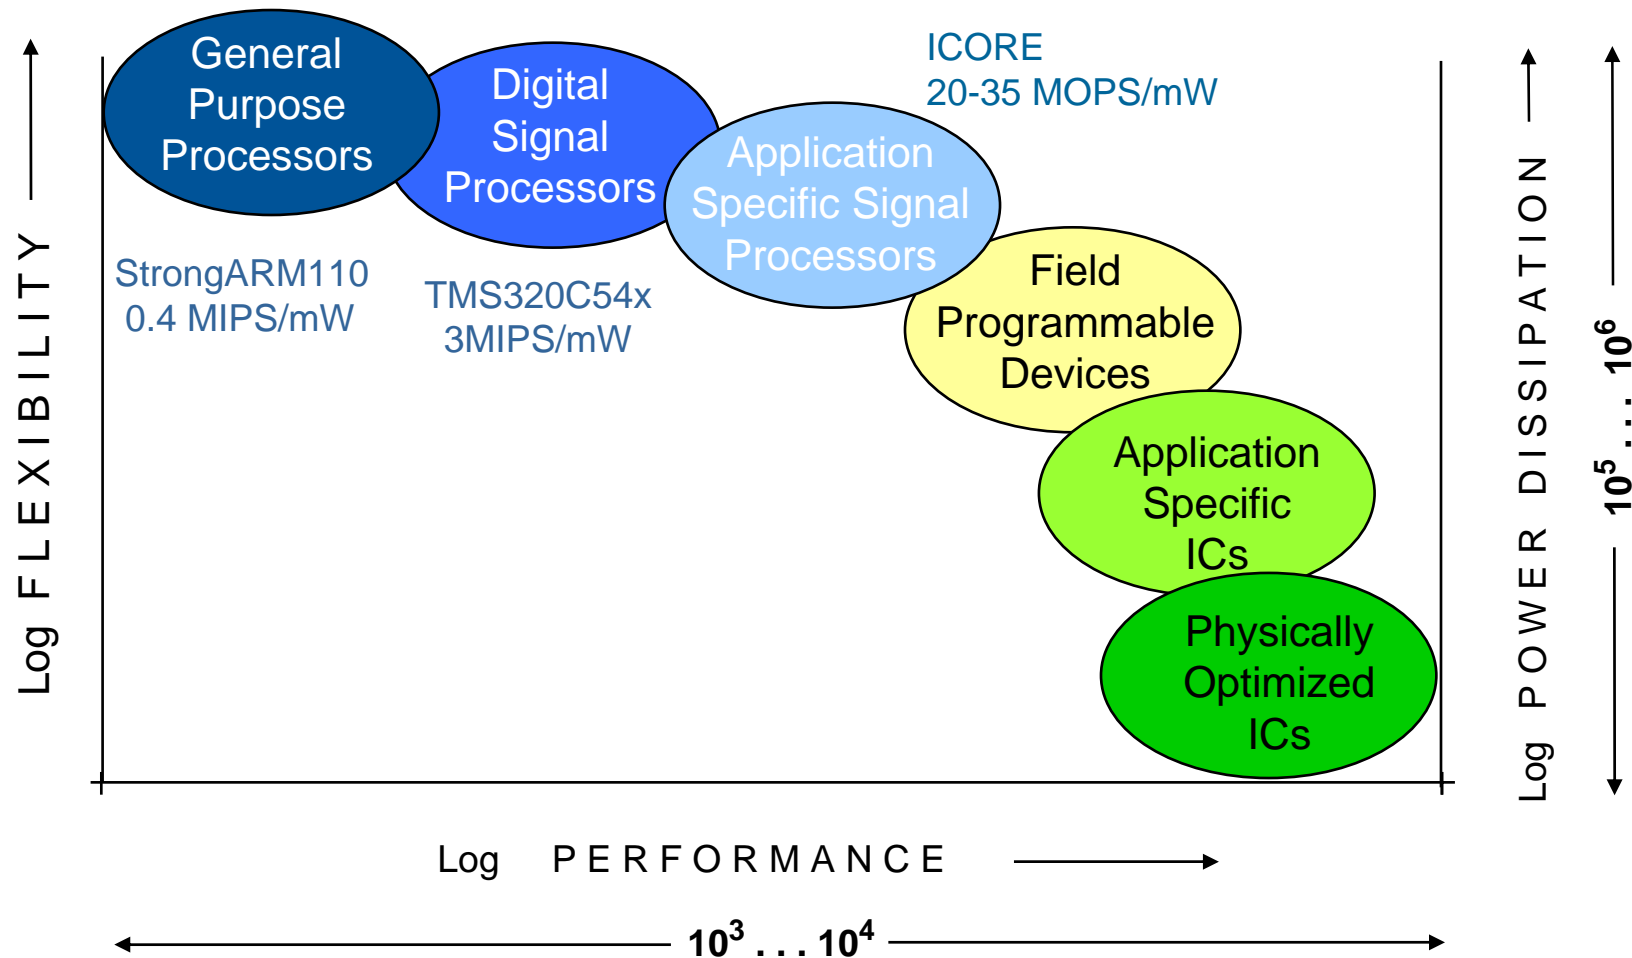 General
Purpose
Processors
Digital
Signal
Processors
ICORE
20-35 MOPS/mW
Application
Specific Signal
Processors
StrongARM110
0.4 MIPS/mW
TMS320C54x
3MIPS/mW
Field
Programmable
Devices
Application
Specific
ICs
Physically
Optimized
ICs
Log FLEXIBILITY
Log POWER DISSIPATION
10⁵ . . . 10⁶
Log PERFORMANCE
10³ . . . 10⁴